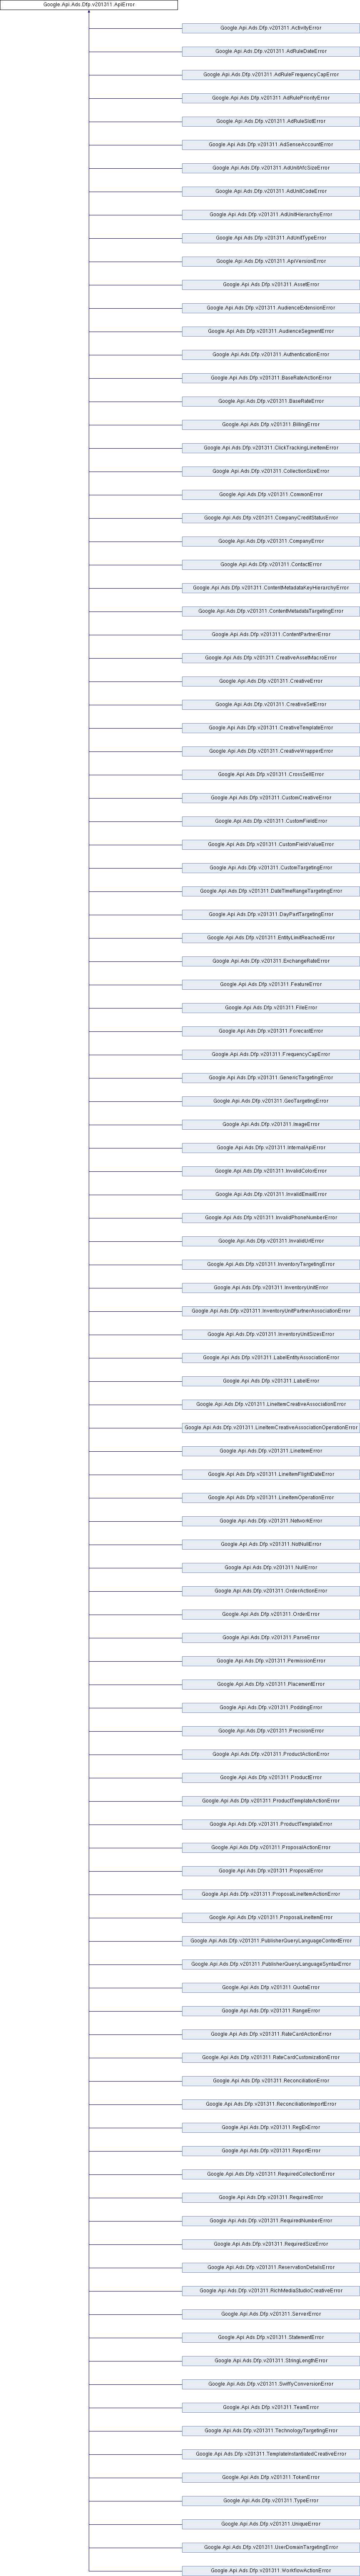 Google.Api.Ads.Dfp.v201311.ApiError
Google.Api.Ads.Dfp.v201311.ActivityError
Google.Api.Ads.Dfp.v201311.AdRuleDateError
Google.Api.Ads.Dfp.v201311.AdRuleFrequencyCapError
Google.Api.Ads.Dfp.v201311.AdRulePriorityError
Google.Api.Ads.Dfp.v201311.AdRuleSlotError
Google.Api.Ads.Dfp.v201311.AdSenseAccountError
Google.Api.Ads.Dfp.v201311.AdUnitAfcSizeError
Google.Api.Ads.Dfp.v201311.AdUnitCodeError
Google.Api.Ads.Dfp.v201311.AdUnitHierarchyError
Google.Api.Ads.Dfp.v201311.AdUnitTypeError
Google.Api.Ads.Dfp.v201311.ApiVersionError
Google.Api.Ads.Dfp.v201311.AssetError
Google.Api.Ads.Dfp.v201311.AudienceExtensionError
Google.Api.Ads.Dfp.v201311.AudienceSegmentError
Google.Api.Ads.Dfp.v201311.AuthenticationError
Google.Api.Ads.Dfp.v201311.BaseRateActionError
Google.Api.Ads.Dfp.v201311.BaseRateError
Google.Api.Ads.Dfp.v201311.BillingError
Google.Api.Ads.Dfp.v201311.ClickTrackingLineItemError
Google.Api.Ads.Dfp.v201311.CollectionSizeError
Google.Api.Ads.Dfp.v201311.CommonError
Google.Api.Ads.Dfp.v201311.CompanyCreditStatusError
Google.Api.Ads.Dfp.v201311.CompanyError
Google.Api.Ads.Dfp.v201311.ContactError
Google.Api.Ads.Dfp.v201311.ContentMetadataKeyHierarchyError
Google.Api.Ads.Dfp.v201311.ContentMetadataTargetingError
Google.Api.Ads.Dfp.v201311.ContentPartnerError
Google.Api.Ads.Dfp.v201311.CreativeAssetMacroError
Google.Api.Ads.Dfp.v201311.CreativeError
Google.Api.Ads.Dfp.v201311.CreativeSetError
Google.Api.Ads.Dfp.v201311.CreativeTemplateError
Google.Api.Ads.Dfp.v201311.CreativeWrapperError
Google.Api.Ads.Dfp.v201311.CrossSellError
Google.Api.Ads.Dfp.v201311.CustomCreativeError
Google.Api.Ads.Dfp.v201311.CustomFieldError
Google.Api.Ads.Dfp.v201311.CustomFieldValueError
Google.Api.Ads.Dfp.v201311.CustomTargetingError
Google.Api.Ads.Dfp.v201311.DateTimeRangeTargetingError
Google.Api.Ads.Dfp.v201311.DayPartTargetingError
Google.Api.Ads.Dfp.v201311.EntityLimitReachedError
Google.Api.Ads.Dfp.v201311.ExchangeRateError
Google.Api.Ads.Dfp.v201311.FeatureError
Google.Api.Ads.Dfp.v201311.FileError
Google.Api.Ads.Dfp.v201311.ForecastError
Google.Api.Ads.Dfp.v201311.FrequencyCapError
Google.Api.Ads.Dfp.v201311.GenericTargetingError
Google.Api.Ads.Dfp.v201311.GeoTargetingError
Google.Api.Ads.Dfp.v201311.ImageError
Google.Api.Ads.Dfp.v201311.InternalApiError
Google.Api.Ads.Dfp.v201311.InvalidColorError
Google.Api.Ads.Dfp.v201311.InvalidEmailError
Google.Api.Ads.Dfp.v201311.InvalidPhoneNumberError
Google.Api.Ads.Dfp.v201311.InvalidUrlError
Google.Api.Ads.Dfp.v201311.InventoryTargetingError
Google.Api.Ads.Dfp.v201311.InventoryUnitError
Google.Api.Ads.Dfp.v201311.InventoryUnitPartnerAssociationError
Google.Api.Ads.Dfp.v201311.InventoryUnitSizesError
Google.Api.Ads.Dfp.v201311.LabelEntityAssociationError
Google.Api.Ads.Dfp.v201311.LabelError
Google.Api.Ads.Dfp.v201311.LineItemCreativeAssociationError
Google.Api.Ads.Dfp.v201311.LineItemCreativeAssociationOperationError
Google.Api.Ads.Dfp.v201311.LineItemError
Google.Api.Ads.Dfp.v201311.LineItemFlightDateError
Google.Api.Ads.Dfp.v201311.LineItemOperationError
Google.Api.Ads.Dfp.v201311.NetworkError
Google.Api.Ads.Dfp.v201311.NotNullError
Google.Api.Ads.Dfp.v201311.NullError
Google.Api.Ads.Dfp.v201311.OrderActionError
Google.Api.Ads.Dfp.v201311.OrderError
Google.Api.Ads.Dfp.v201311.ParseError
Google.Api.Ads.Dfp.v201311.PermissionError
Google.Api.Ads.Dfp.v201311.PlacementError
Google.Api.Ads.Dfp.v201311.PoddingError
Google.Api.Ads.Dfp.v201311.PrecisionError
Google.Api.Ads.Dfp.v201311.ProductActionError
Google.Api.Ads.Dfp.v201311.ProductError
Google.Api.Ads.Dfp.v201311.ProductTemplateActionError
Google.Api.Ads.Dfp.v201311.ProductTemplateError
Google.Api.Ads.Dfp.v201311.ProposalActionError
Google.Api.Ads.Dfp.v201311.ProposalError
Google.Api.Ads.Dfp.v201311.ProposalLineItemActionError
Google.Api.Ads.Dfp.v201311.ProposalLineItemError
Google.Api.Ads.Dfp.v201311.PublisherQueryLanguageContextError
Google.Api.Ads.Dfp.v201311.PublisherQueryLanguageSyntaxError
Google.Api.Ads.Dfp.v201311.QuotaError
Google.Api.Ads.Dfp.v201311.RangeError
Google.Api.Ads.Dfp.v201311.RateCardActionError
Google.Api.Ads.Dfp.v201311.RateCardCustomizationError
Google.Api.Ads.Dfp.v201311.ReconciliationError
Google.Api.Ads.Dfp.v201311.ReconciliationImportError
Google.Api.Ads.Dfp.v201311.RegExError
Google.Api.Ads.Dfp.v201311.ReportError
Google.Api.Ads.Dfp.v201311.RequiredCollectionError
Google.Api.Ads.Dfp.v201311.RequiredError
Google.Api.Ads.Dfp.v201311.RequiredNumberError
Google.Api.Ads.Dfp.v201311.RequiredSizeError
Google.Api.Ads.Dfp.v201311.ReservationDetailsError
Google.Api.Ads.Dfp.v201311.RichMediaStudioCreativeError
Google.Api.Ads.Dfp.v201311.ServerError
Google.Api.Ads.Dfp.v201311.StatementError
Google.Api.Ads.Dfp.v201311.StringLengthError
Google.Api.Ads.Dfp.v201311.SwiffyConversionError
Google.Api.Ads.Dfp.v201311.TeamError
Google.Api.Ads.Dfp.v201311.TechnologyTargetingError
Google.Api.Ads.Dfp.v201311.TemplateInstantiatedCreativeError
Google.Api.Ads.Dfp.v201311.TokenError
Google.Api.Ads.Dfp.v201311.TypeError
Google.Api.Ads.Dfp.v201311.UniqueError
Google.Api.Ads.Dfp.v201311.UserDomainTargetingError
Google.Api.Ads.Dfp.v201311.WorkflowActionError